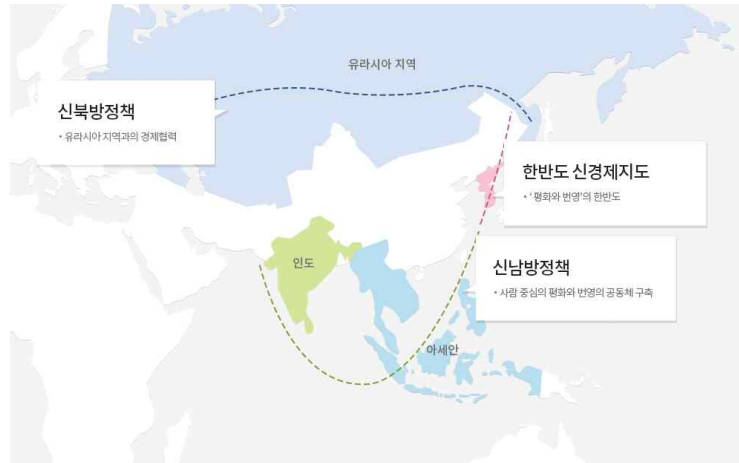 유라시아 지역
신북방정책
• 유라시아 지역과의 경제협력
한반도 신경제지도
• '평화와 번영'의 한반도
인도
신남방정책
• 사람 중심의 평화와 번영의 공동체 구축
아세안